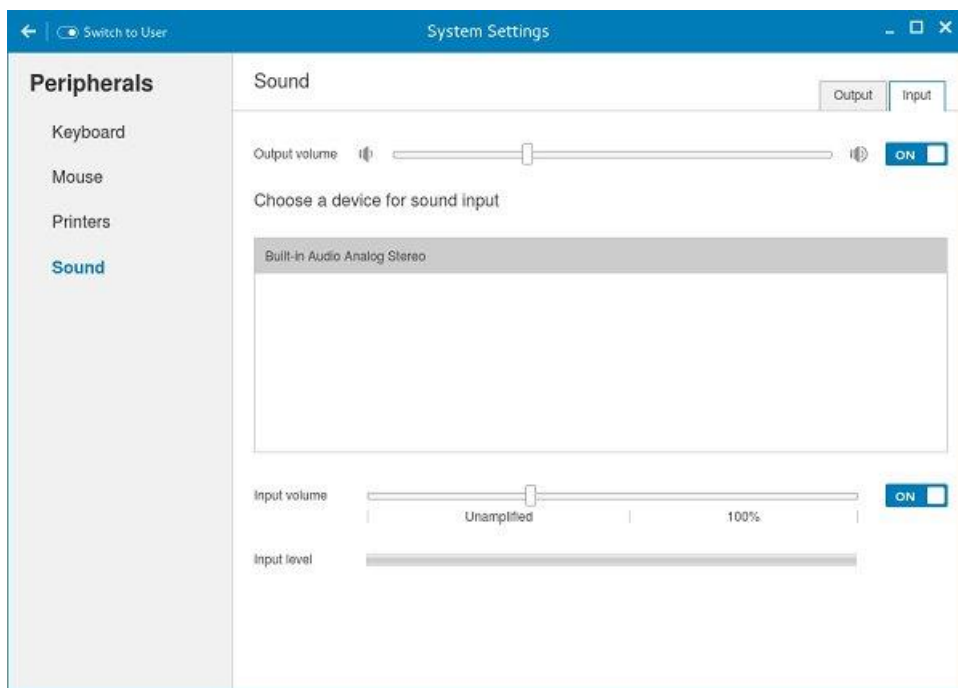 Switch to User
System Settings
Peripherals
Keyboard
Mouse
Printers
Sound
Sound
Output
Input
Output volume
ON
Choose a device for sound input
Built-in Audio Analog Stereo
Input volume
ON
Unamplified
100%
Input level